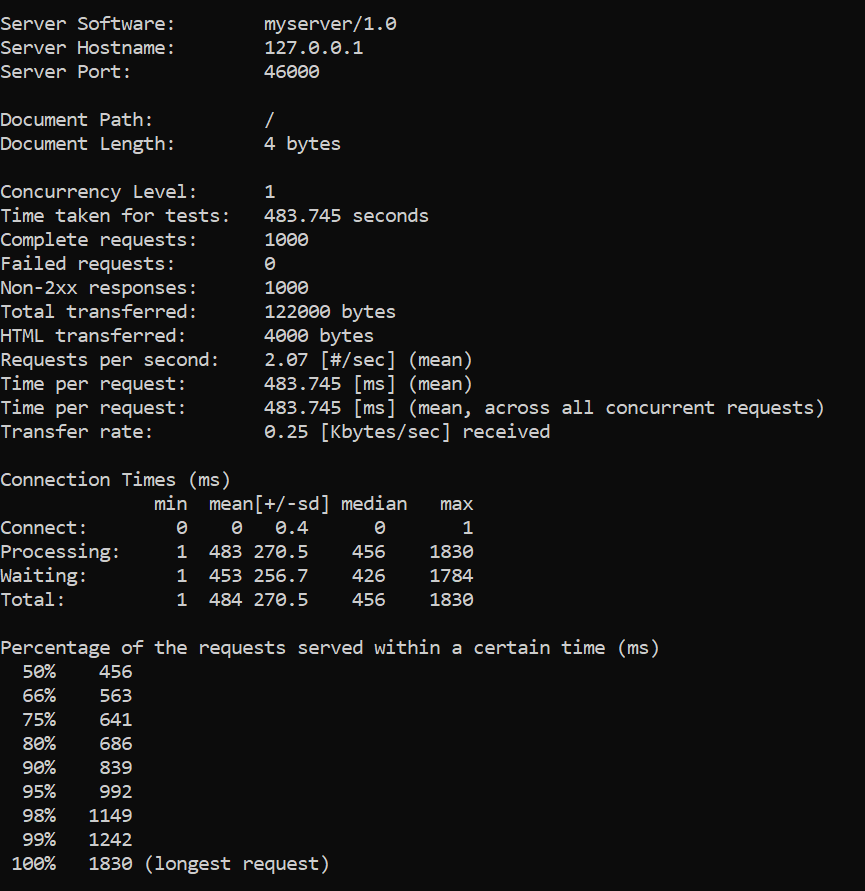 Server Software:        myserver/1.0
Server Hostname:        127.0.0.1
Server Port:            46000

Document Path:          /
Document Length:        4 bytes

Concurrency Level:      1
Time taken for tests:   483.745 seconds
Complete requests:      1000
Failed requests:        0
Non-2xx responses:      1000
Total transferred:      122000 bytes
HTML transferred:       4000 bytes
Requests per second:    2.07 [#/sec] (mean)
Time per request:       483.745 [ms] (mean)
Time per request:       483.745 [ms] (mean, across all concurrent requests)
Transfer rate:          0.25 [Kbytes/sec] received

Connection Times (ms)
              min  mean[+/-sd] median   max
Connect:        0    0   0.4      0       1
Processing:     1  483 270.5    456    1830
Waiting:        1  453 256.7    426    1784
Total:          1  484 270.5    456    1830

Percentage of the requests served within a certain time (ms)
  50%    456
  66%    563
  75%    641
  80%    686
  90%    839
  95%    992
  98%   1149
  99%   1242
 100%   1830 (longest request)